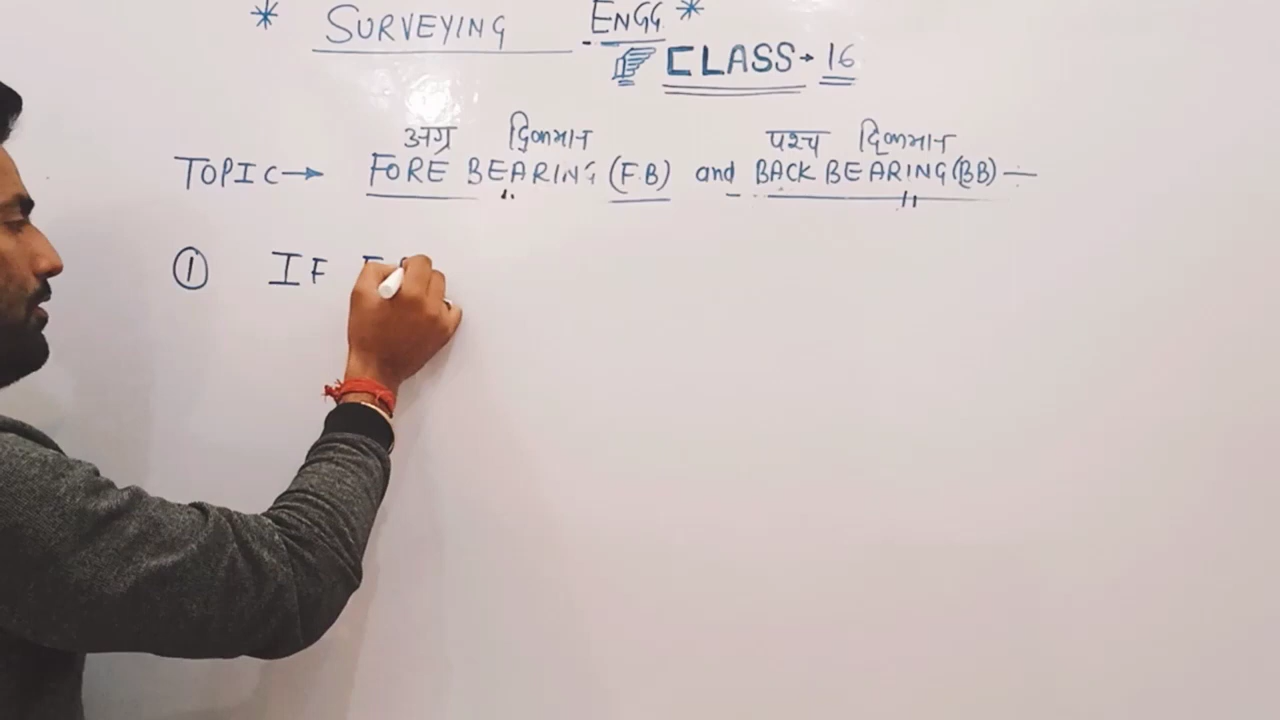 * SURVEYING ENGG *
CLASS → 16
अग्र दिक्मान पश्च दिक्मान
TOPIC → FORE BEARING (F.B) and BACK BEARING (BB) —
① IF